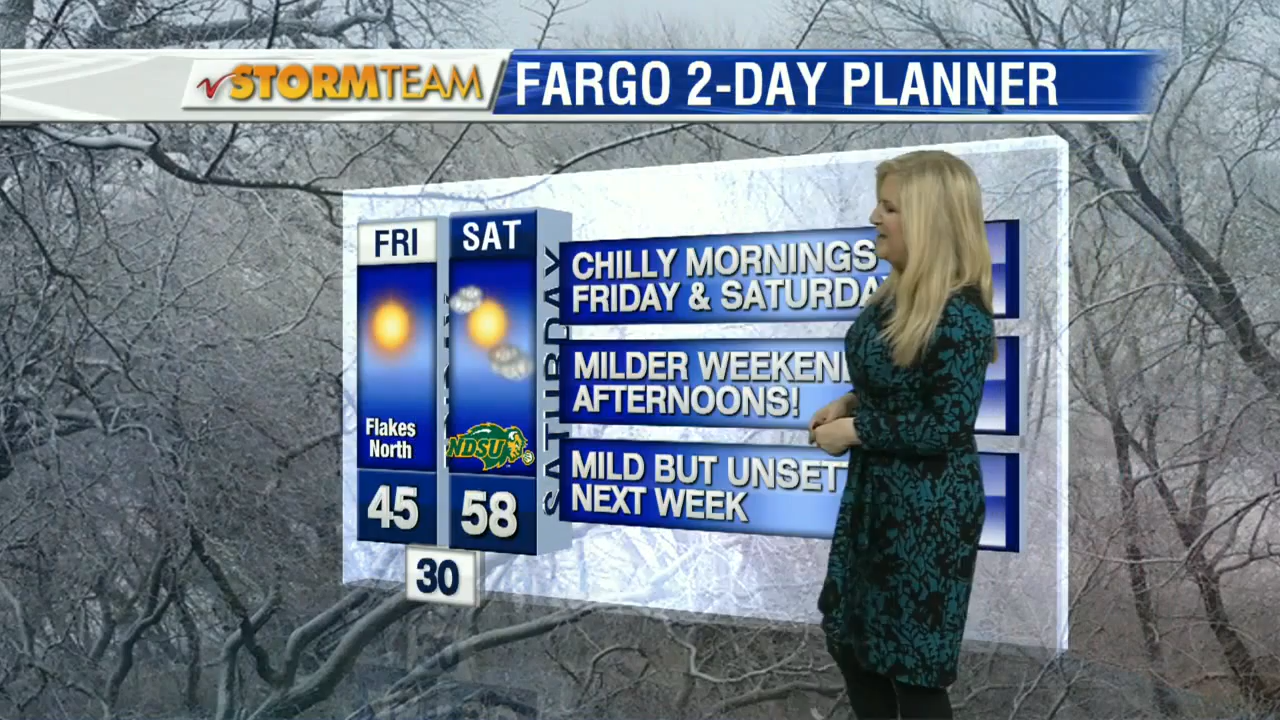 STORMTEAM FARGO 2-DAY PLANNER
FRI
SAT
Flakes
North
NDSU
45
58
30
SATURDAY
CHILLY MORNINGS
FRIDAY & SATURDA
MILDER WEEKEN
AFTERNOONS!
MILD BUT UNSET
NEXT WEEK